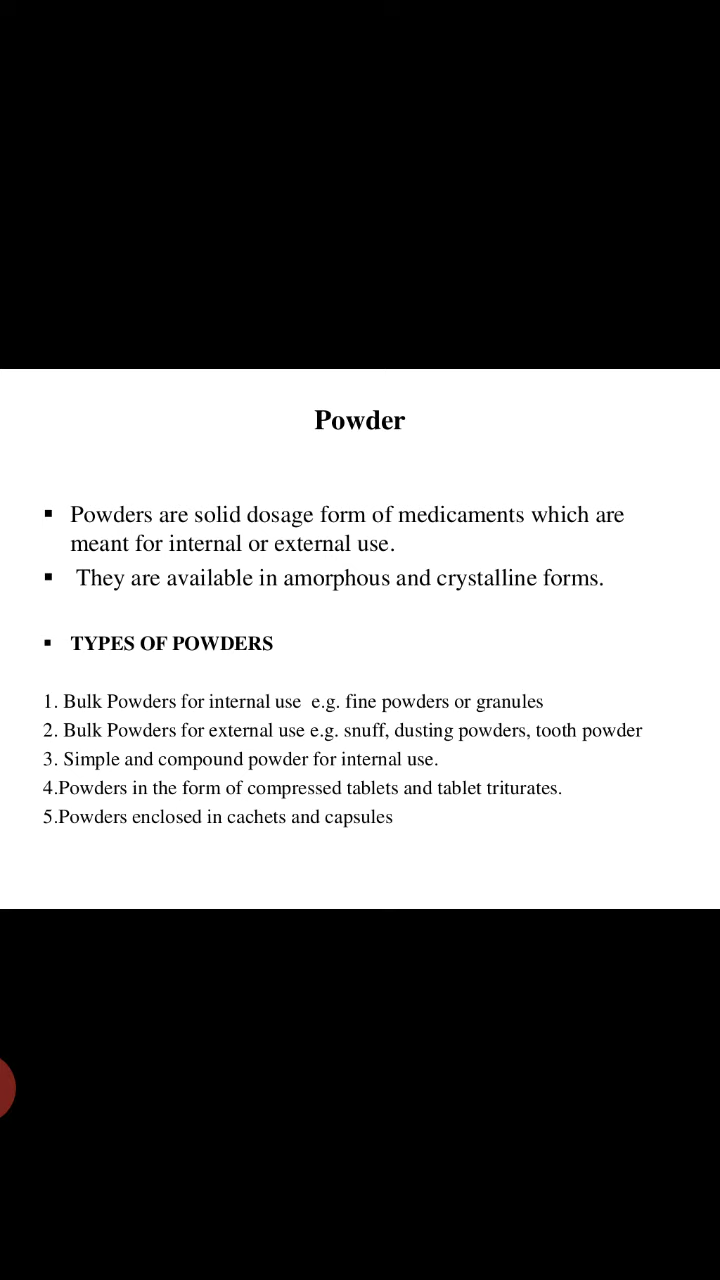 Powder
▪ Powders are solid dosage form of medicaments which are
meant for internal or external use.
▪ They are available in amorphous and crystalline forms.
▪ TYPES OF POWDERS
1. Bulk Powders for internal use  e.g. fine powders or granules
2. Bulk Powders for external use e.g. snuff, dusting powders, tooth powder
3. Simple and compound powder for internal use.
4.Powders in the form of compressed tablets and tablet triturates.
5.Powders enclosed in cachets and capsules